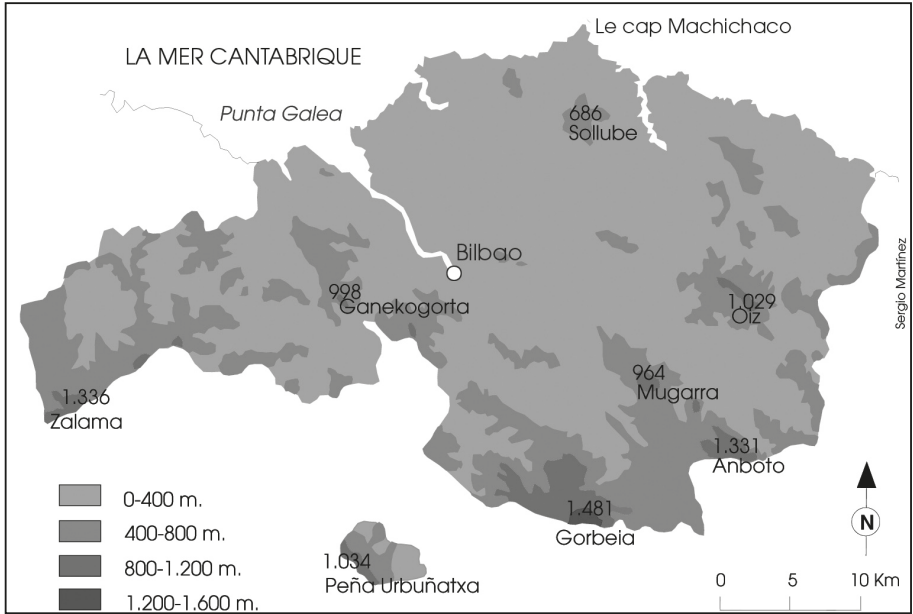 Le cap Machichaco
LA MER CANTABRIQUE
Punta Galea
686
Sollube
Bilbao
998
Ganekogorta
1.029
Oiz
964
Mugarra
1.336
Zalama
1.331
Anboto
1.481
Gorbeia
1.034
Peña Urbuñatxa
Sergio Martínez
0-400 m.
400-800 m.
800-1.200 m.
1.200-1.600 m.
N
0 5 10 Km